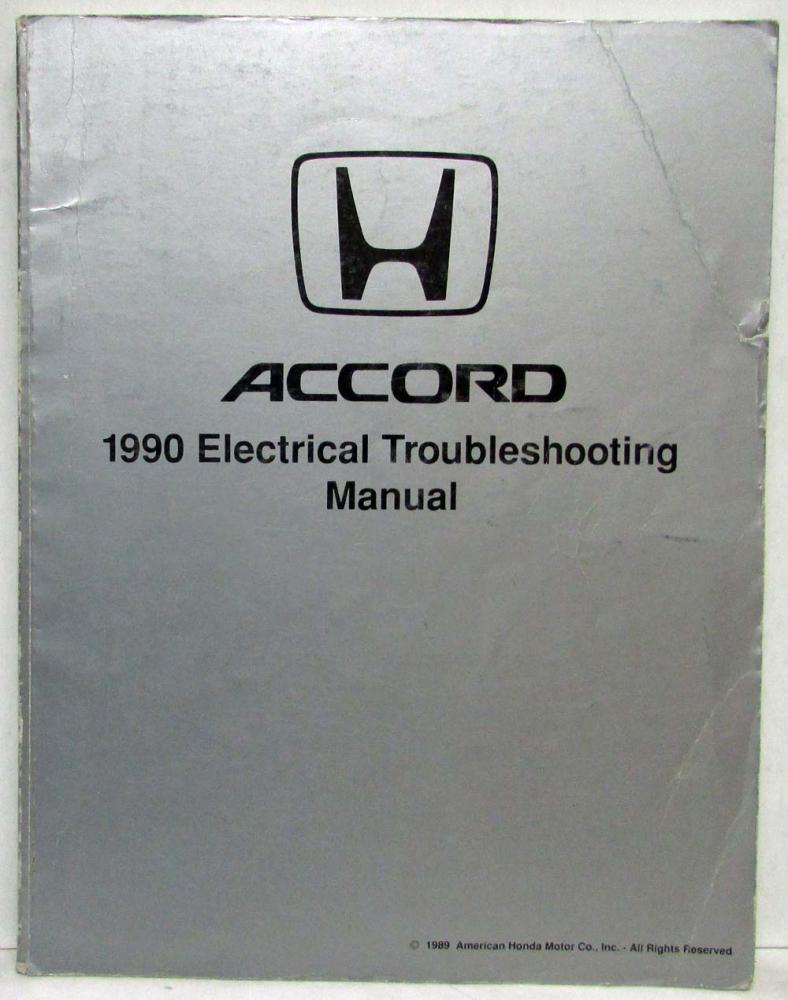 ACCORD
1990 Electrical Troubleshooting
Manual
© 1989 American Honda Motor Co., Inc. - All Rights Reserved